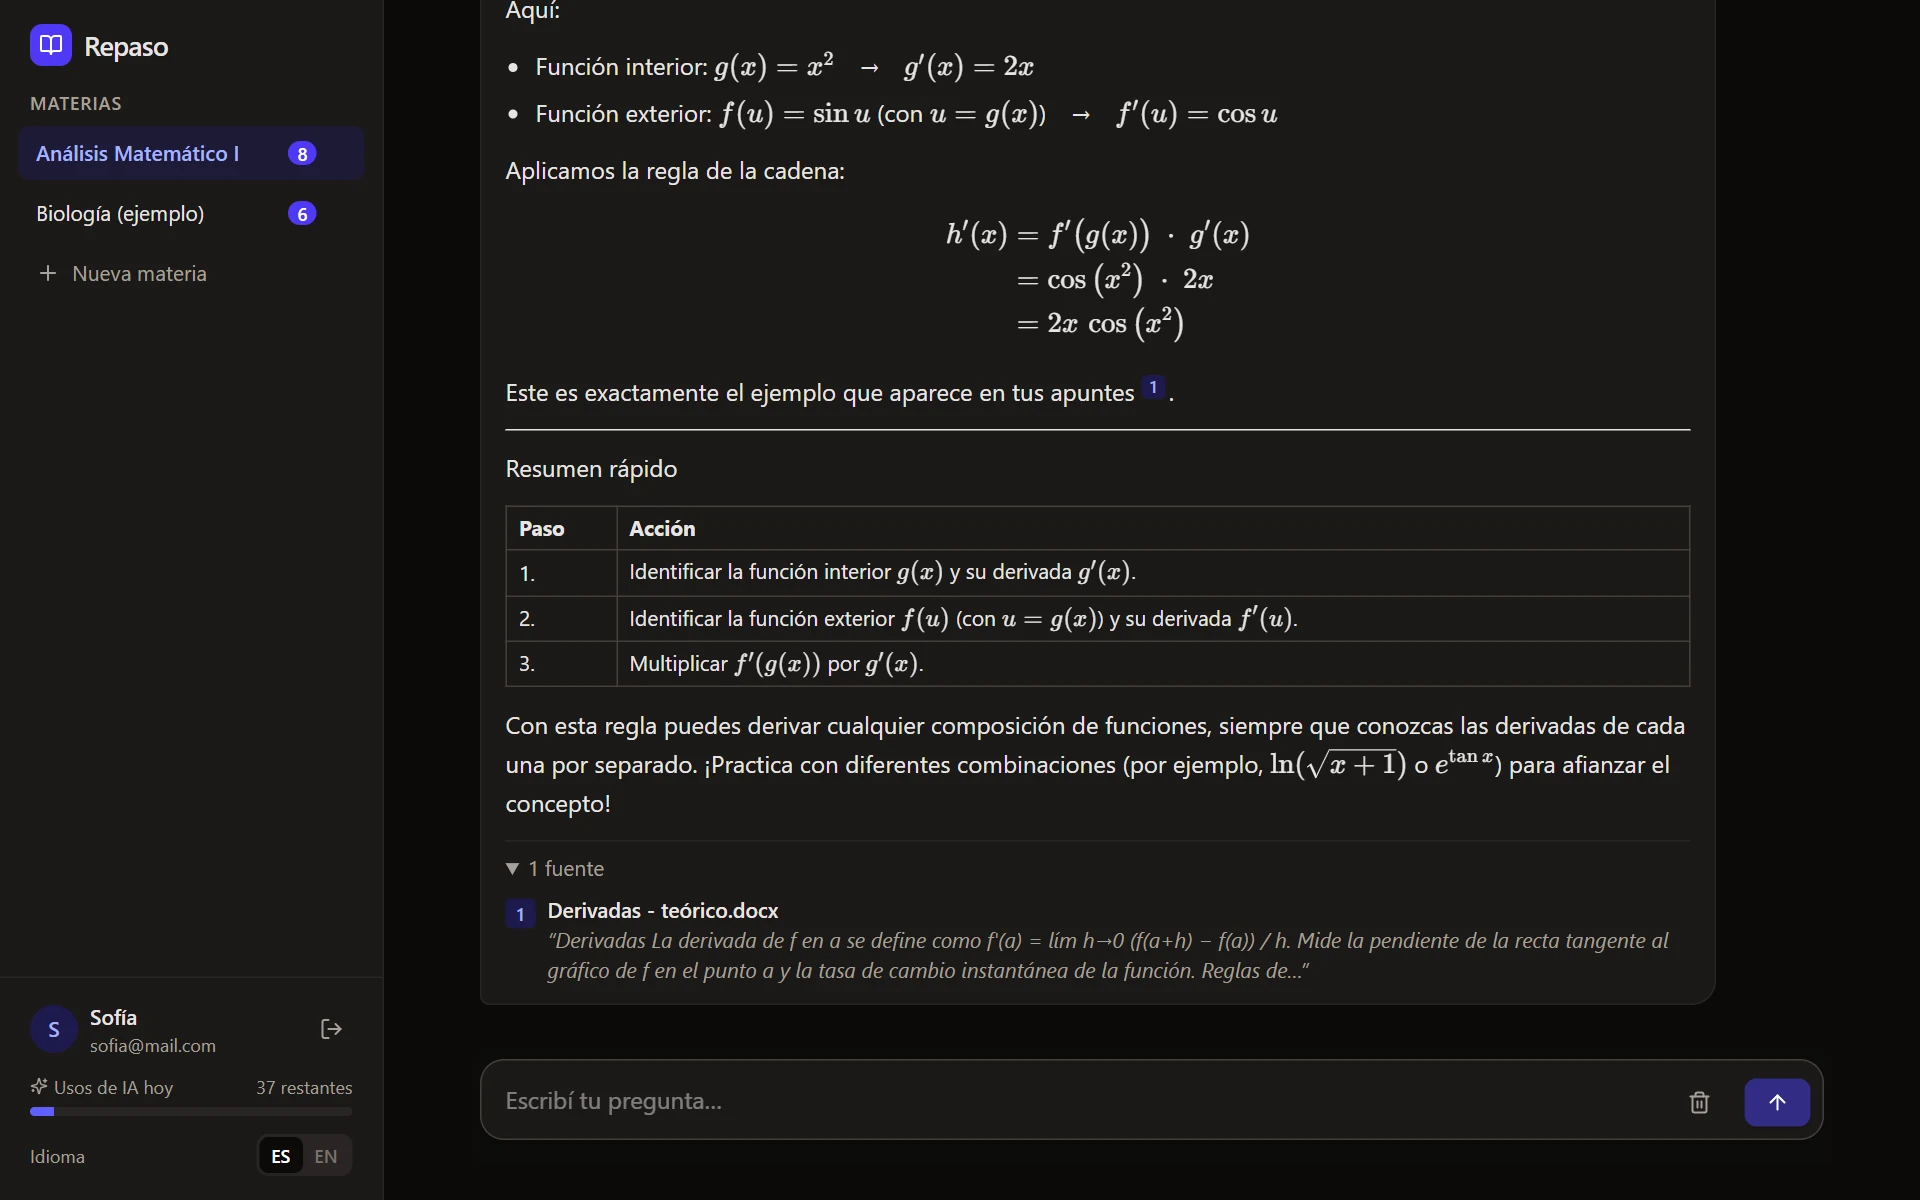 Repaso
MATERIAS
Análisis Matemático I 8
Biología (ejemplo) 6
+ Nueva materia
Sofía
S
sofia@mail.com
Usos de IA hoy 37 restantes
Idioma ES EN
Aquí:
• Función interior: g(x) = x² → g′(x) = 2x
• Función exterior: f(u) = sin u (con u = g(x)) → f′(u) = cos u
Aplicamos la regla de la cadena:
h′(x) = f′(g(x)) · g′(x)
= cos (x²) · 2x
= 2x cos (x²)
Este es exactamente el ejemplo que aparece en tus apuntes 1 .
Resumen rápido
Paso Acción
1. Identificar la función interior g(x) y su derivada g′(x).
2. Identificar la función exterior f(u) (con u = g(x)) y su derivada f′(u).
3. Multiplicar f′(g(x)) por g′(x).
Con esta regla puedes derivar cualquier composición de funciones, siempre que conozcas las derivadas de cada
una por separado. ¡Practica con diferentes combinaciones (por ejemplo, ln(√(x + 1)) o e^(tan x)) para afianzar el
concepto!
▼ 1 fuente
1 Derivadas - teórico.docx
“Derivadas La derivada de f en a se define como f'(a) = lím h→0 (f(a+h) − f(a)) / h. Mide la pendiente de la recta tangente al
gráfico de f en el punto a y la tasa de cambio instantánea de la función. Reglas de...”
Escribí tu pregunta...